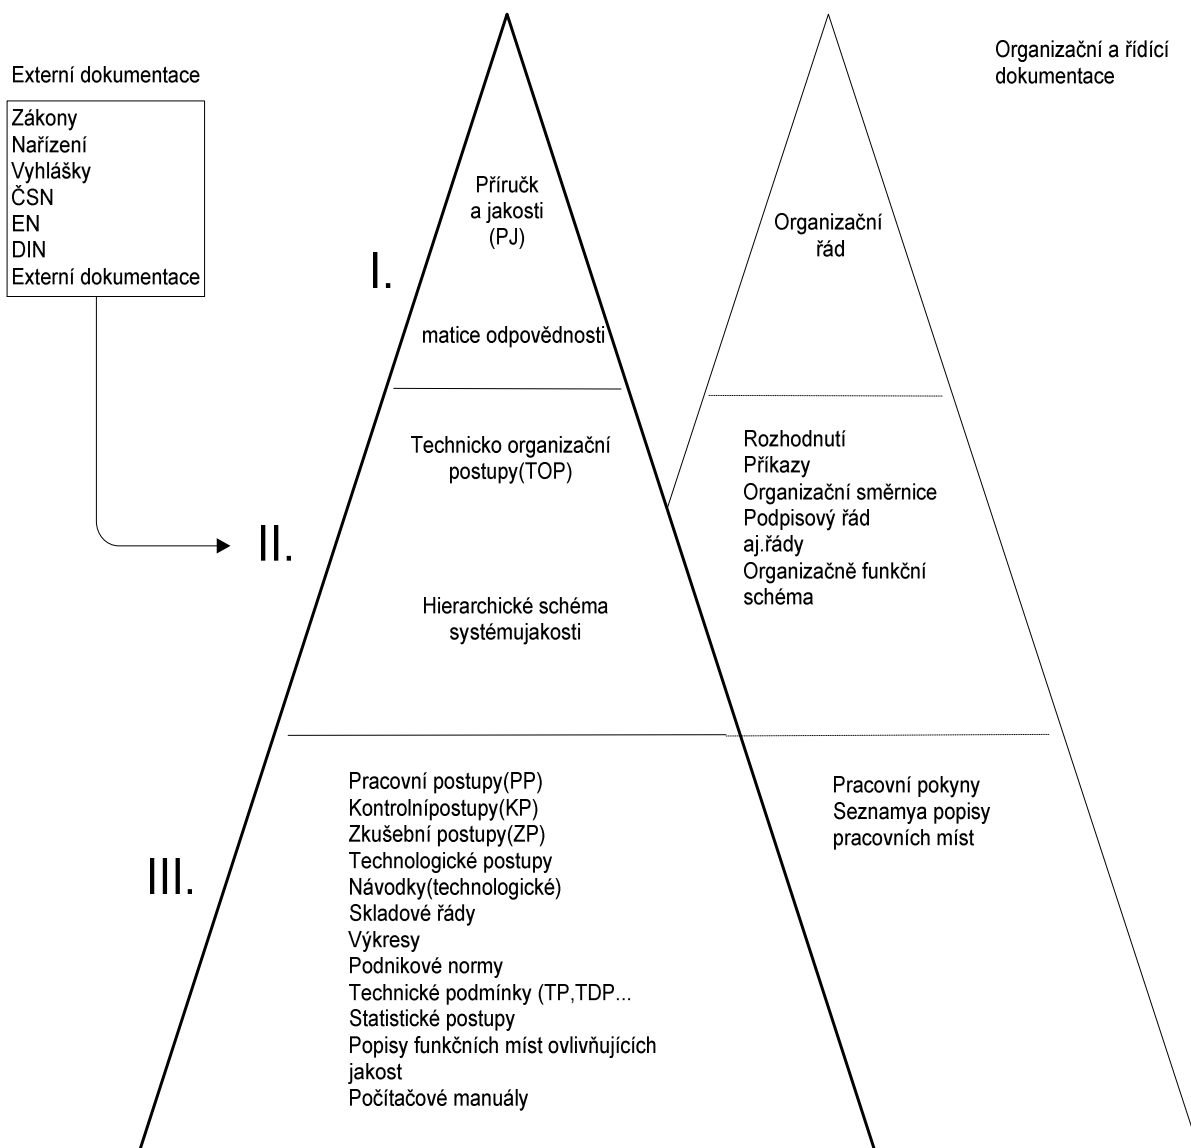 Externí dokumentace
Zákony
Nařízení
Vyhlášky
ČSN
EN
DIN
Externí dokumentace
Organizační a řídící
dokumentace
I.
Příručk
a jakosti
(PJ)
matice odpovědnosti
Organizační
řád
II.
Technicko organizační
postupy(TOP)
Hierarchické schéma
systémujakosti
Rozhodnutí
Příkazy
Organizační směrnice
Podpisový řád
aj.řády
Organizačně funkční
schéma
III.
Pracovní postupy(PP)
Kontrolnípostupy(KP)
Zkušební postupy(ZP)
Technologické postupy
Návodky(technologické)
Skladové řády
Výkresy
Podnikové normy
Technické podmínky (TP,TDP...
Statistické postupy
Popisy funkčních míst ovlivňujících
jakost
Počítačové manuály
Pracovní pokyny
Seznamya popisy
pracovních míst